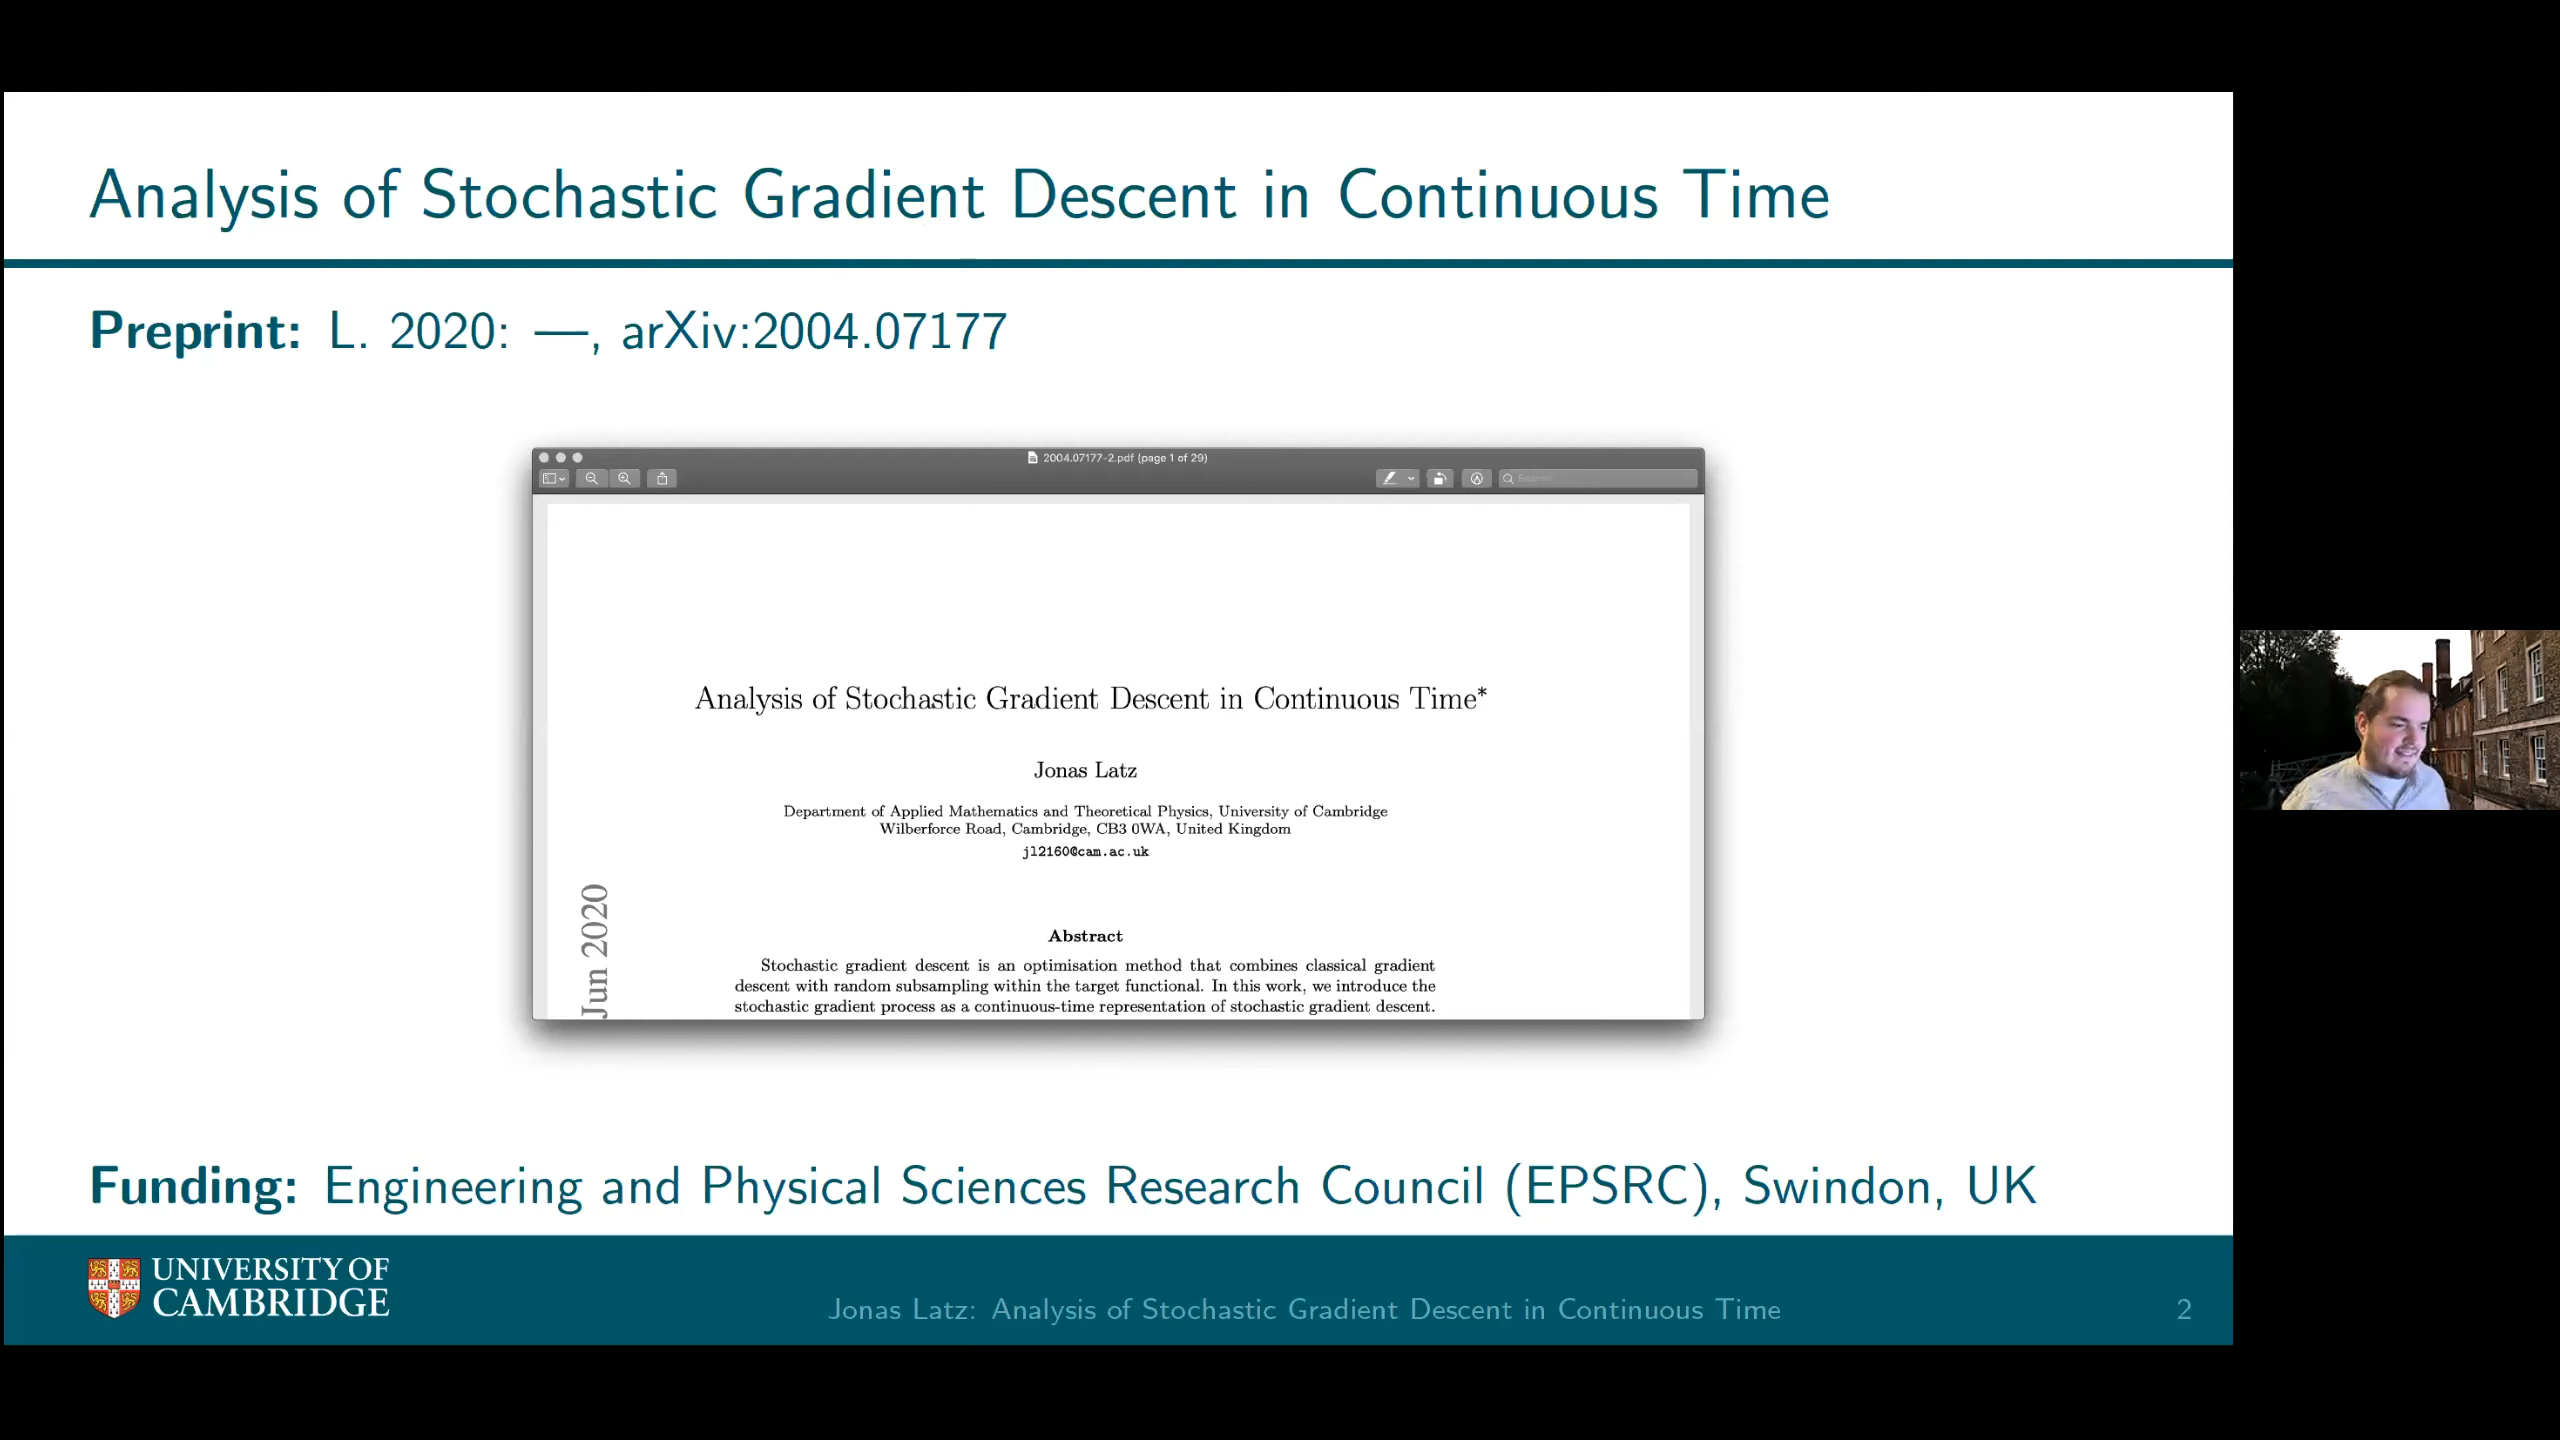 Analysis of Stochastic Gradient Descent in Continuous Time
Preprint: L. 2020: —, arXiv:2004.07177
2004.07177-2.pdf (page 1 of 29)
Analysis of Stochastic Gradient Descent in Continuous Time*
Jonas Latz
Department of Applied Mathematics and Theoretical Physics, University of Cambridge
Wilberforce Road, Cambridge, CB3 0WA, United Kingdom
jl2160@cam.ac.uk
Jun 2020
Abstract
Stochastic gradient descent is an optimisation method that combines classical gradient
descent with random subsampling within the target functional. In this work, we introduce the
stochastic gradient process as a continuous-time representation of stochastic gradient descent.
Funding: Engineering and Physical Sciences Research Council (EPSRC), Swindon, UK
UNIVERSITY OF
CAMBRIDGE
Jonas Latz: Analysis of Stochastic Gradient Descent in Continuous Time
2